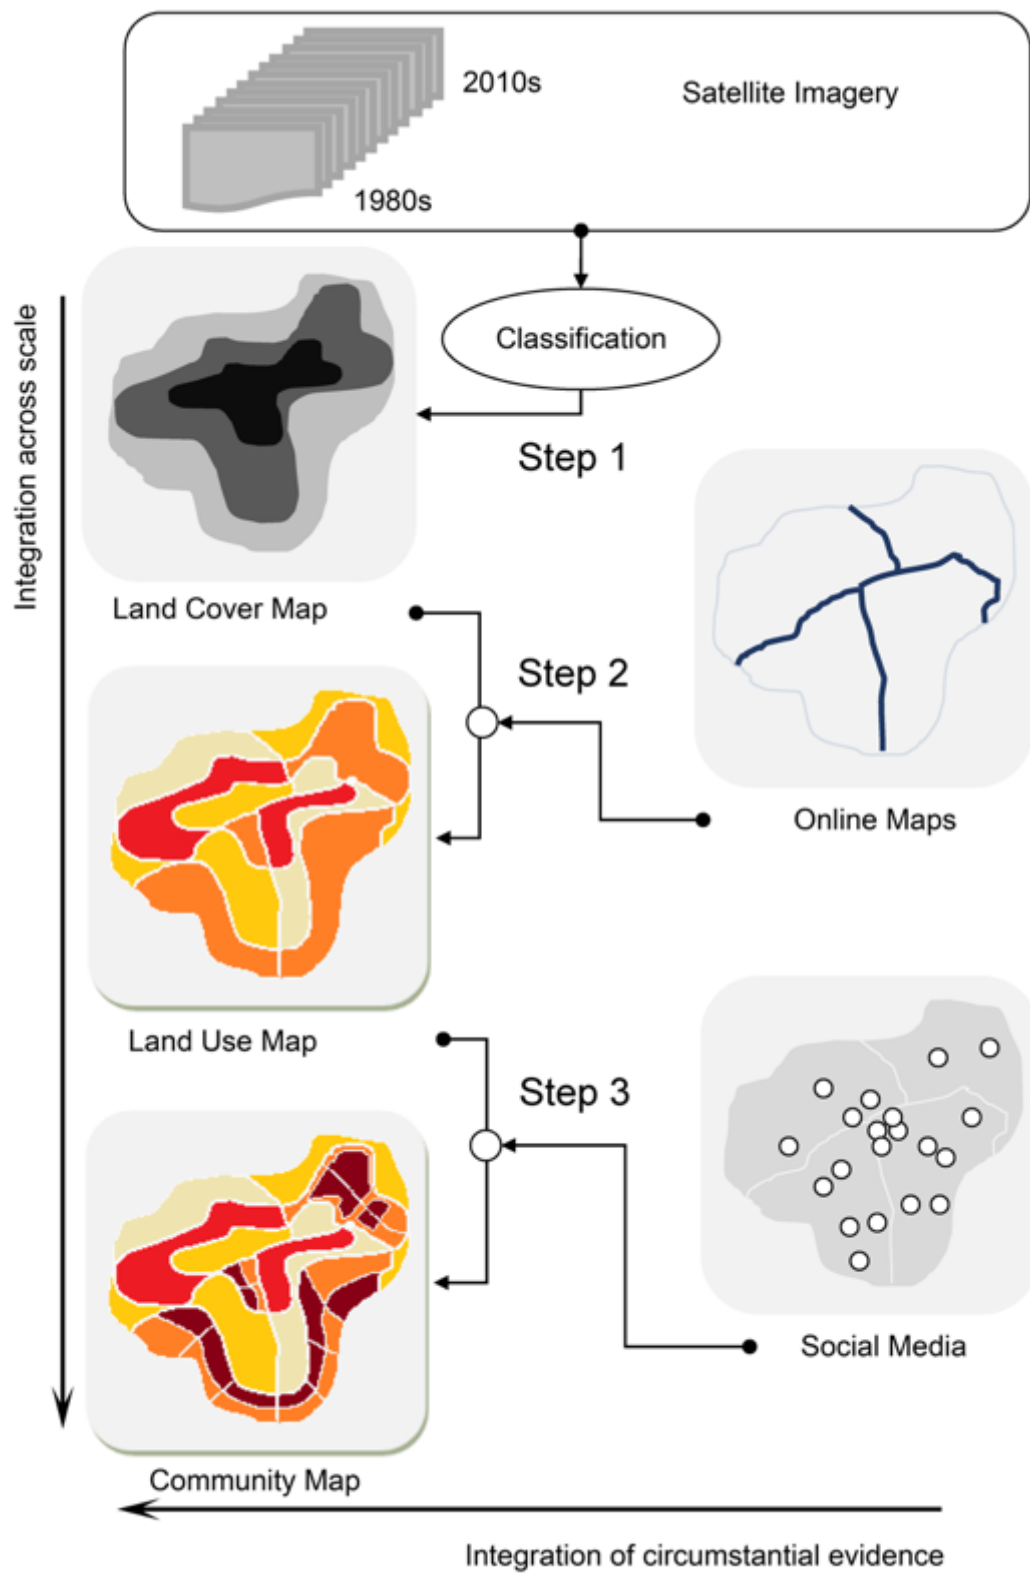 2010s
Satellite Imagery
1980s
Integration across scale
Classification
Step 1
Land Cover Map
Step 2
Online Maps
Land Use Map
Step 3
Social Media
Community Map
Integration of circumstantial evidence